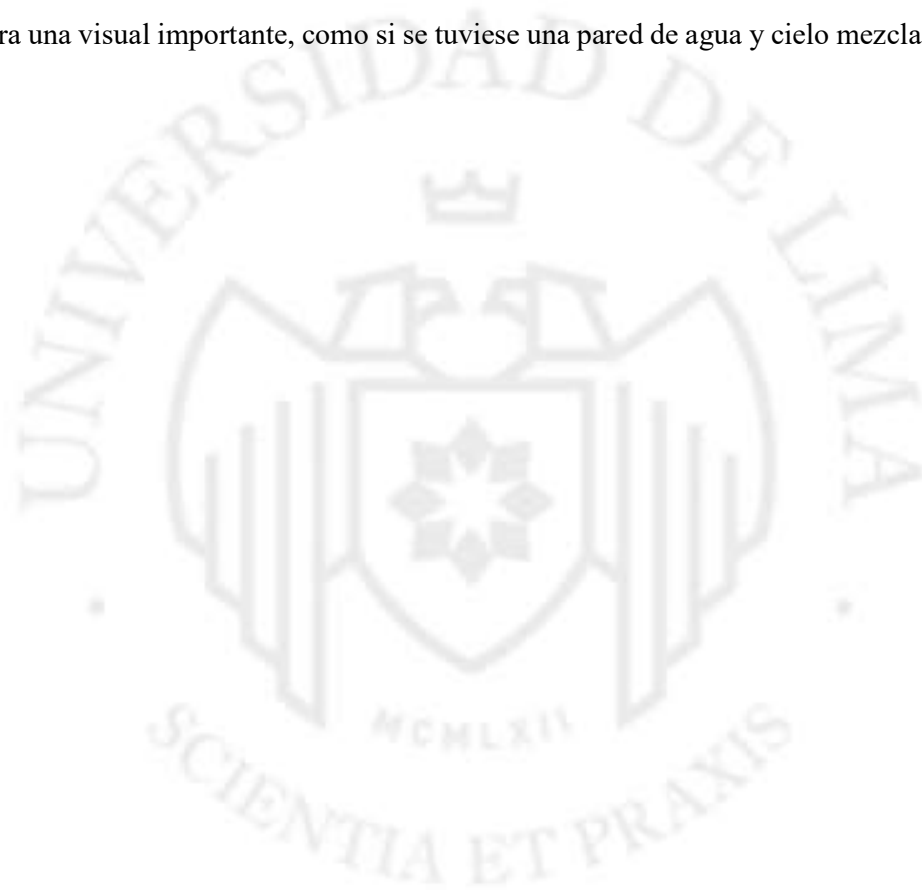 ra una visual importante, como si se tuviese una pared de agua y cielo mezcla
UNIVERSIDAD DE LIMA
MCMLXII
SCIENTIA ET PRAXIS